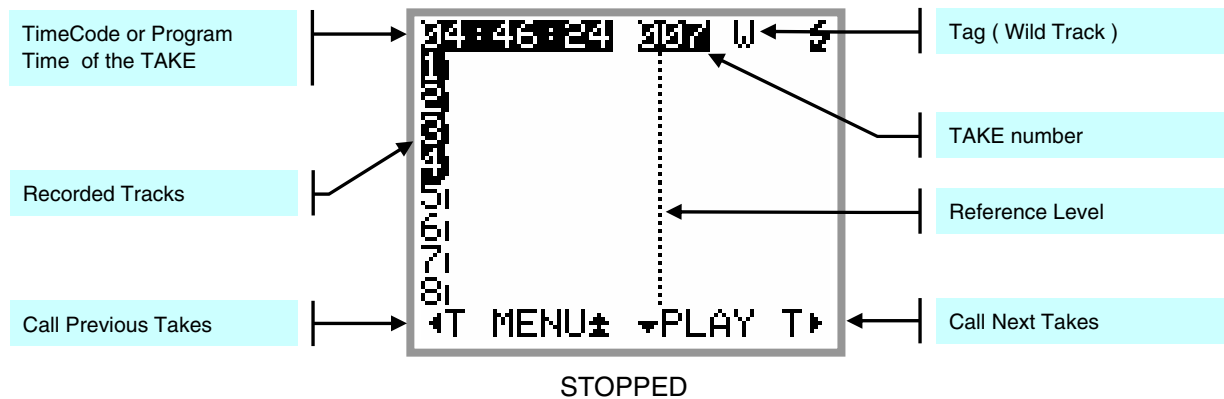 TimeCode or Program
Time of the TAKE
Recorded Tracks
Call Previous Takes
04:46:24 007 W
1
2
3
4
5
6
7
8
T MENU PLAY T
Tag ( Wild Track )
TAKE number
Reference Level
Call Next Takes
STOPPED